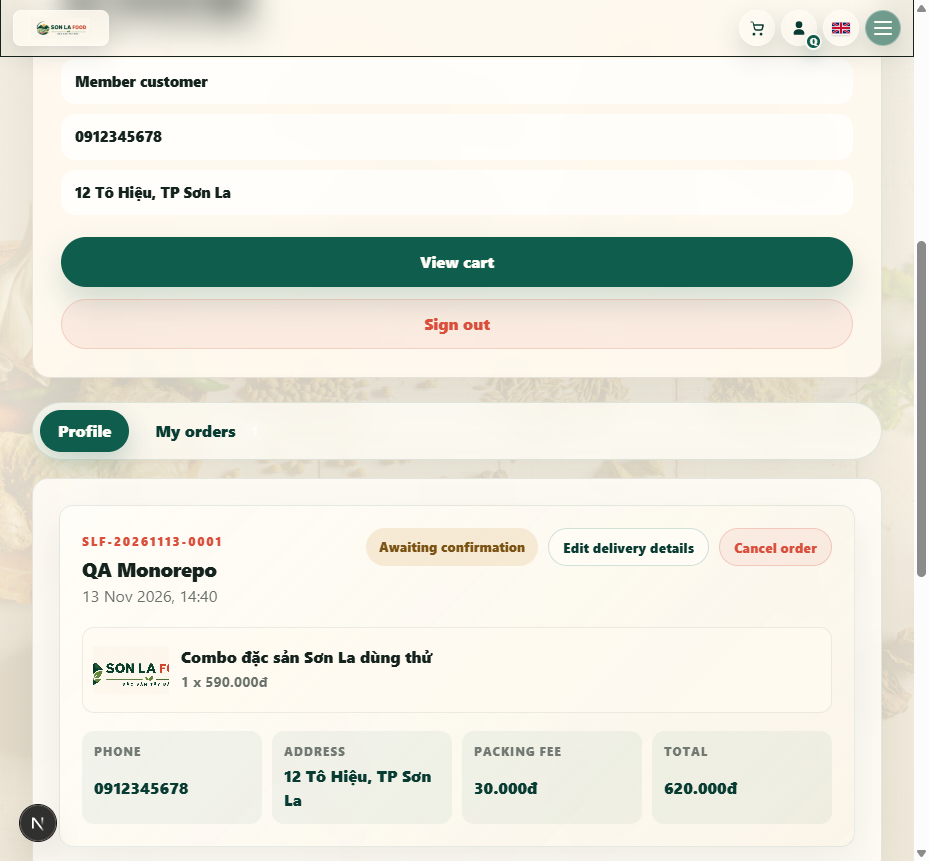 SON LA FOOD
Q
Member customer
0912345678
12 Tô Hiệu, TP Sơn La
View cart
Sign out
Profile
My orders
SLF-20261113-0001
QA Monorepo
13 Nov 2026, 14:40
Awaiting confirmation
Edit delivery details
Cancel order
SON LA
Combo đặc sản Sơn La dùng thử
1 x 590.000đ
PHONE
0912345678
ADDRESS
12 Tô Hiệu, TP Sơn
La
PACKING FEE
30.000đ
TOTAL
620.000đ
N